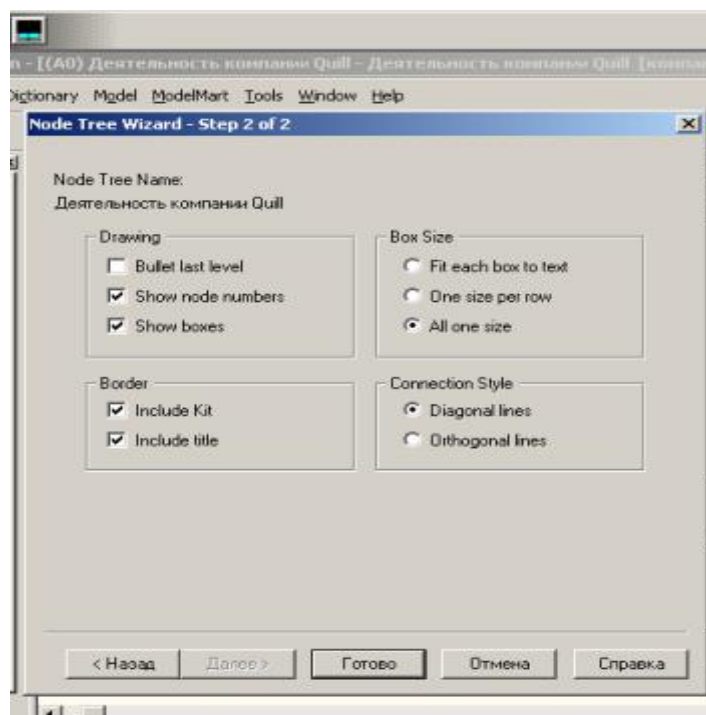 n - [(A0) Деятельность компании Quill - Деятельность компании Quill [компан
Dictionary Model ModelMart Tools Window Help
Node Tree Wizard - Step 2 of 2
Node Tree Name:
Деятельность компании Quill
Drawing
Bullet last level
Show node numbers
Show boxes
Box Size
Fit each box to text
One size per row
All one size
Border
Include Kit
Include title
Connection Style
Diagonal lines
Orthogonal lines
< Назад Далее > Готово Отмена Справка